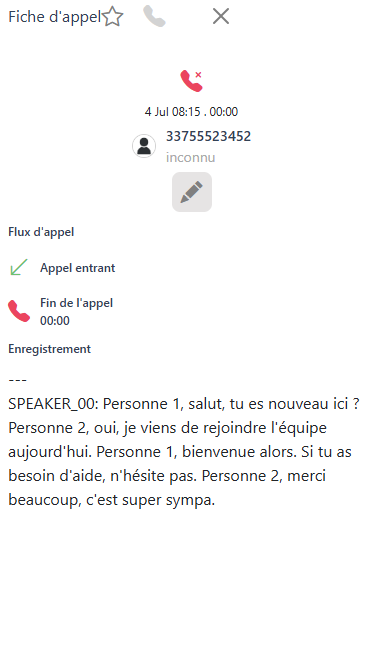 Fiche d'appel
4 Jul 08:15 . 00:00
33755523452
inconnu
Flux d'appel
Appel entrant
Fin de l'appel
00:00
Enregistrement
---
SPEAKER_00: Personne 1, salut, tu es nouveau ici ?
Personne 2, oui, je viens de rejoindre l'équipe
aujourd'hui. Personne 1, bienvenue alors. Si tu as
besoin d'aide, n'hésite pas. Personne 2, merci
beaucoup, c'est super sympa.